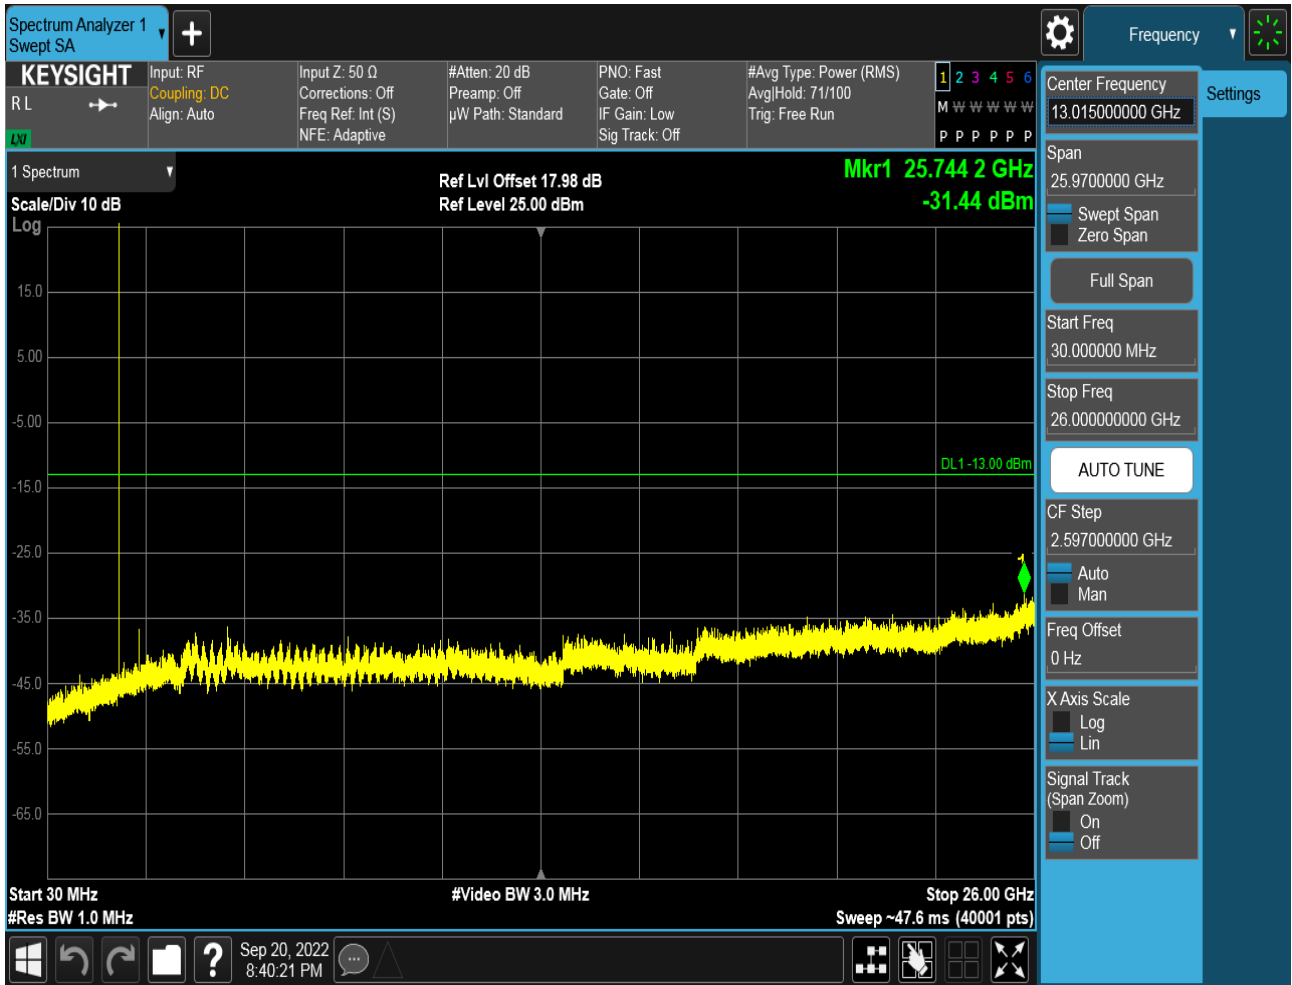 Spectrum Analyzer 1
Swept SA
+
Frequency
KEYSIGHT
R L
LXI
Input: RF
Coupling: DC
Align: Auto
Input Z: 50 Ω
Corrections: Off
Freq Ref: Int (S)
NFE: Adaptive
#Atten: 20 dB
Preamp: Off
µW Path: Standard
PNO: Fast
Gate: Off
IF Gain: Low
Sig Track: Off
#Avg Type: Power (RMS)
Avg|Hold: 71/100
Trig: Free Run
1 2 3 4 5 6
M W W W W W
P P P P P P
1 Spectrum
Scale/Div 10 dB
Log
Ref Lvl Offset 17.98 dB
Ref Level 25.00 dBm
Mkr1 25.744 2 GHz
-31.44 dBm
15.0
5.00
-5.00
-15.0
-25.0
-35.0
-45.0
-55.0
-65.0
DL1 -13.00 dBm
1
Start 30 MHz
#Res BW 1.0 MHz
#Video BW 3.0 MHz
Stop 26.00 GHz
Sweep ~47.6 ms (40001 pts)
Center Frequency
13.015000000 GHz
Settings
Span
25.9700000 GHz
Swept Span
Zero Span
Full Span
Start Freq
30.000000 MHz
Stop Freq
26.000000000 GHz
AUTO TUNE
CF Step
2.597000000 GHz
Auto
Man
Freq Offset
0 Hz
X Axis Scale
Log
Lin
Signal Track
(Span Zoom)
On
Off
?
Sep 20, 2022
8:40:21 PM